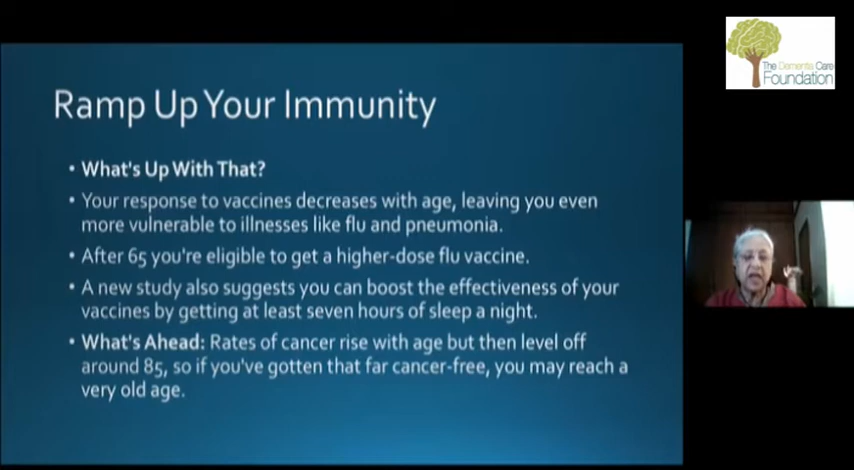 Ramp Up Your Immunity
• What's Up With That?
• Your response to vaccines decreases with age, leaving you even
more vulnerable to illnesses like flu and pneumonia.
• After 65 you're eligible to get a higher-dose flu vaccine.
• A new study also suggests you can boost the effectiveness of your
vaccines by getting at least seven hours of sleep a night.
• What's Ahead: Rates of cancer rise with age but then level off
around 85, so if you've gotten that far cancer-free, you may reach a
very old age.
The Dementia Care
Foundation